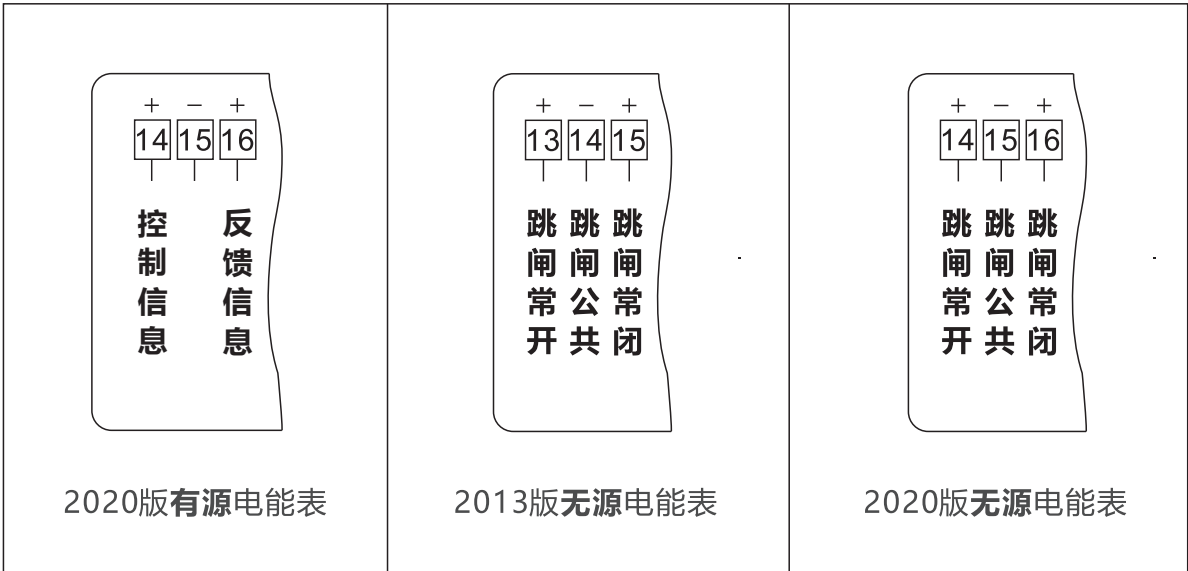 + − +
14 15 16
控制信息
反馈信息
2020版有源电能表
+ − +
13 14 15
跳闸常开
跳闸公共
跳闸常闭
2013版无源电能表
+ − +
14 15 16
跳闸常开
跳闸公共
跳闸常闭
2020版无源电能表